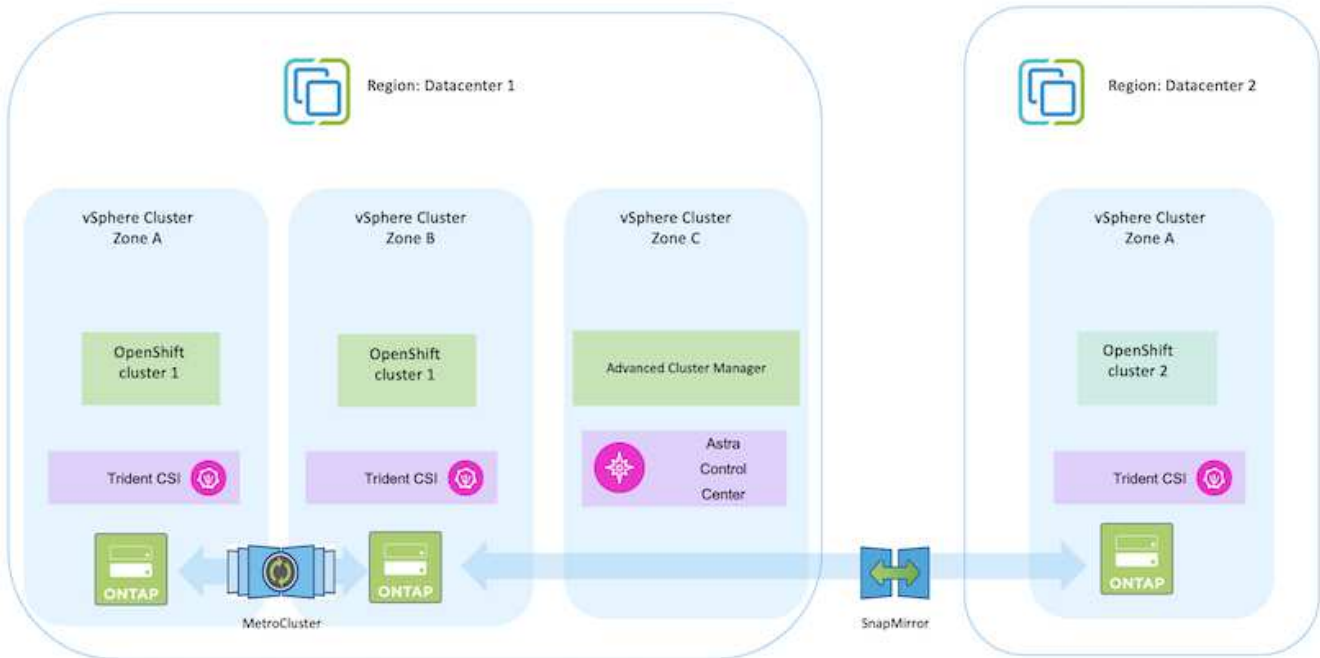 Region: Datacenter 1
Region: Datacenter 2
vSphere Cluster
Zone A
vSphere Cluster
Zone B
vSphere Cluster
Zone C
vSphere Cluster
Zone A
OpenShift
cluster 1
OpenShift
cluster 1
Advanced Cluster Manager
OpenShift
cluster 2
Trident CSI
Trident CSI
Astra
Control
Center
Trident CSI
ONTAP
ONTAP
ONTAP
MetroCluster
SnapMirror